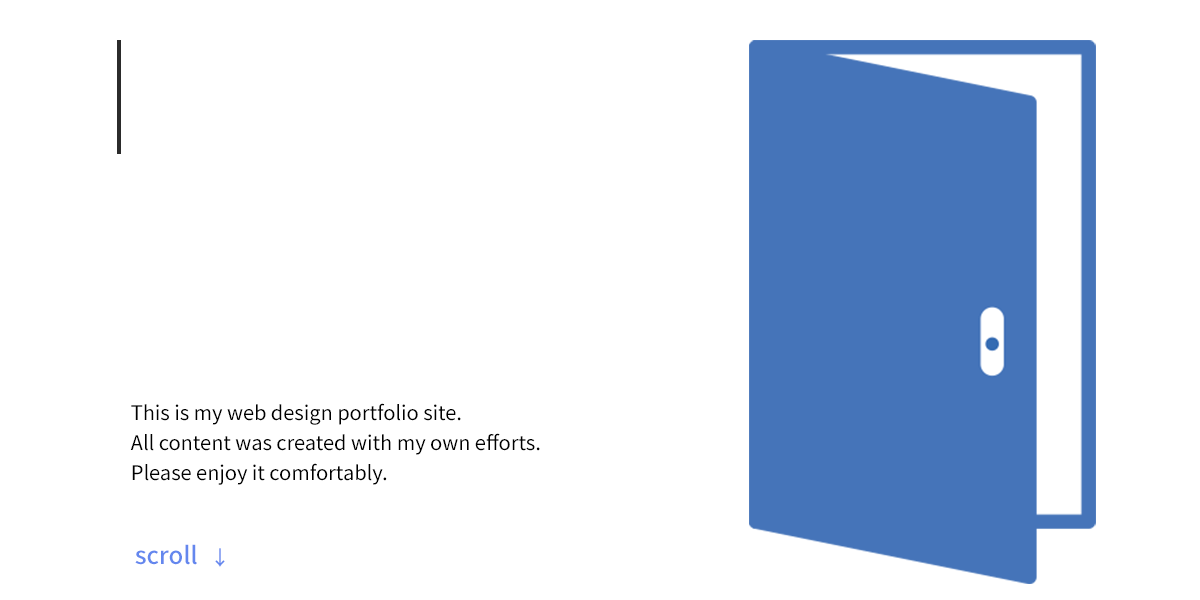 This is my web design portfolio site.
All content was created with my own efforts.
Please enjoy it comfortably.
scroll ↓